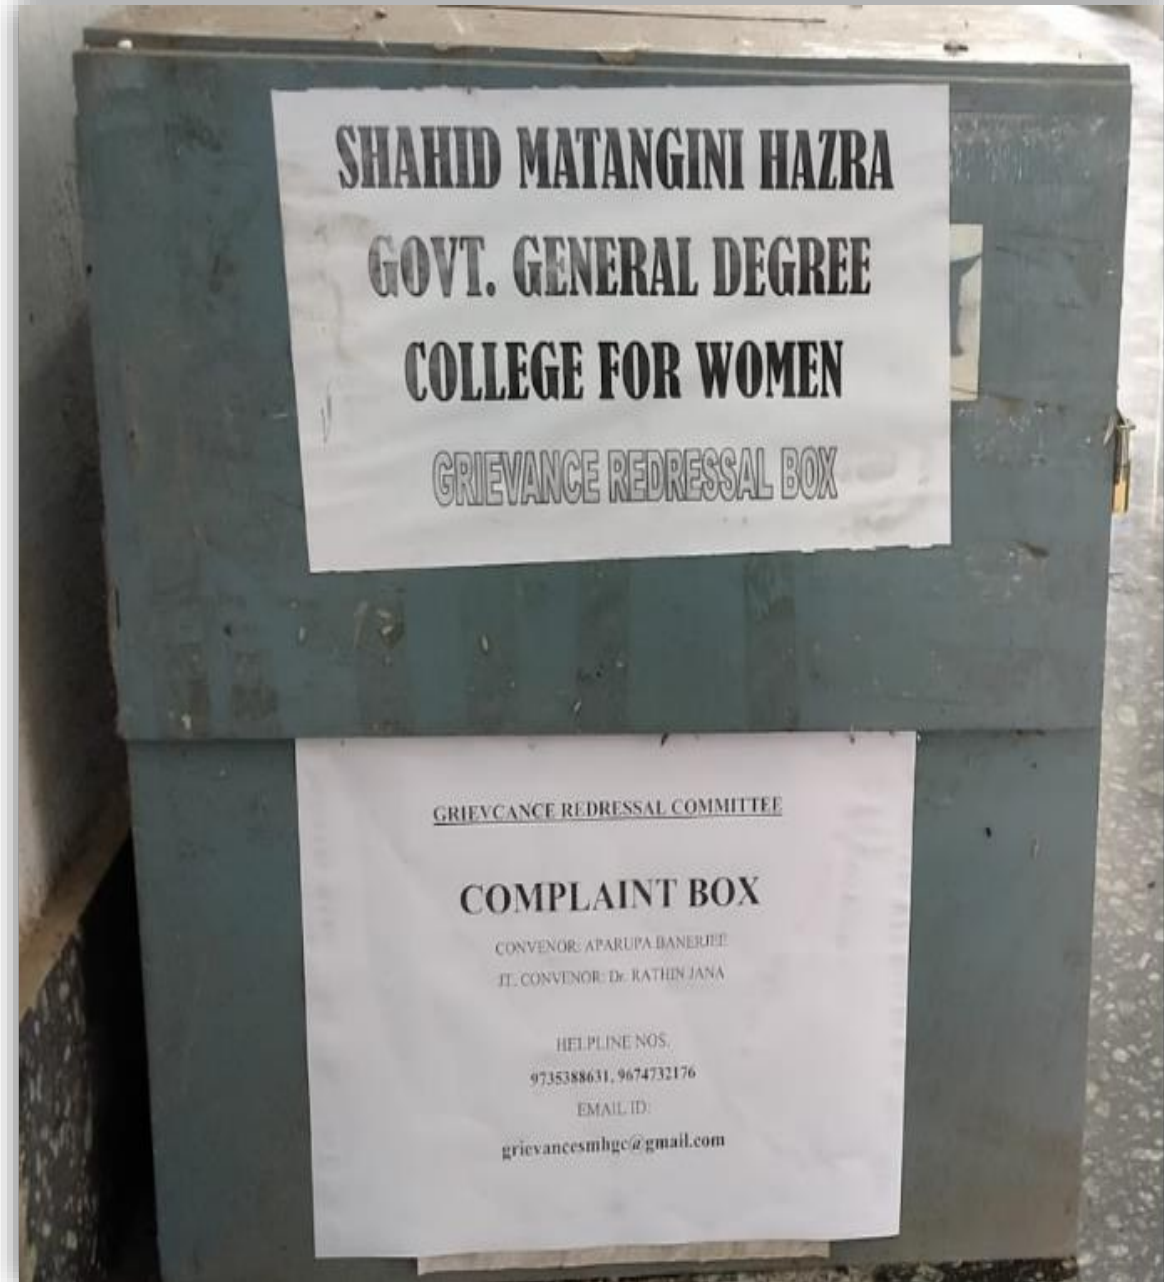 SHAHID MATANGINI HAZRA
GOVT. GENERAL DEGREE
COLLEGE FOR WOMEN
GRIEVANCE REDRESSAL BOX
GRIEVCANCE REDRESSAL COMMITTEE
COMPLAINT BOX
CONVENOR: APARUPA BANERJEE
JT. CONVENOR: Dr. RATHIN JANA
HELPLINE NOS.
9735388631, 9674732176
EMAIL ID:
grievancesmhgc@gmail.com